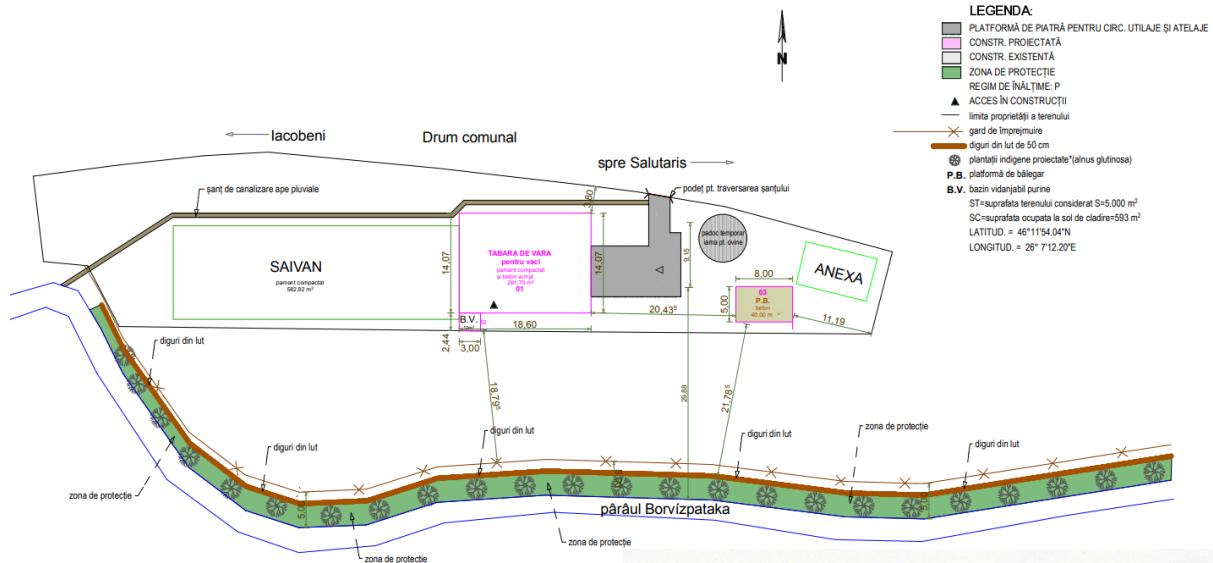 LEGENDA:
PLATFORMĂ DE PIATRĂ PENTRU CIRC. UTILAJE ȘI ATELAJE
CONSTR. PROIECTATĂ
CONSTR. EXISTENTĂ
ZONA DE PROTECȚIE
REGIM DE ÎNĂLȚIME: P
ACCES ÎN CONSTRUCȚII
limita proprietății a terenului
gard de împrejmuire
diguri din lut de 50 cm
plantații indigene proiectate*(alnus glutinosa)
P.B. platformă de bălegar
B.V. bazin vidanjabil purine
ST=suprafata terenului considerat S=5.000 m²
SC=suprafata ocupata la sol de cladire=593 m²
LATITUD. = 46°11'54.04"N
LONGITUD. = 26° 7'12.20"E
N
Iacobeni
Drum comunal
spre Salutaris
șanț de canalizare ape pluviale
3,80
podeț pt. traversarea șanțului
padoc temporar
iarna pt. ovine
SAIVAN
pamant compactat
582,82 m²
14,07
TABARA DE VARA
pentru vaci
pamant compactat
și beton armat
261,70 m²
01
14,07
9,15
8,00
ANEXA
5,00
03
P.B.
beton
40,00 m²
20,43⁵
11,19
B.V.
02
2,44
3,00
18,60
18,79⁵
29,88
21,78⁵
diguri din lut
diguri din lut
diguri din lut
diguri din lut
zona de protecție
diguri din lut
zona de protecție
5,00
5,00
pârâul Borvízpataka
zona de protecție
zona de protecție